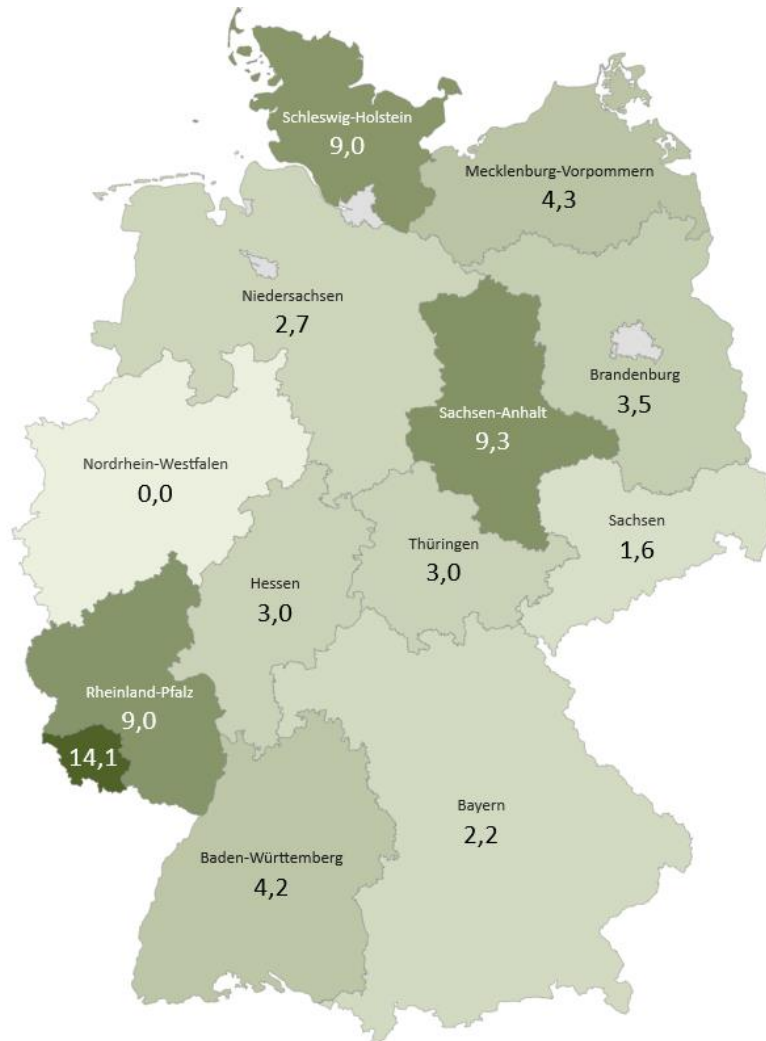 Schleswig-Holstein
9,0
Mecklenburg-Vorpommern
4,3
Niedersachsen
2,7
Brandenburg
3,5
Sachsen-Anhalt
9,3
Nordrhein-Westfalen
0,0
Sachsen
1,6
Thüringen
3,0
Hessen
3,0
Rheinland-Pfalz
9,0
14,1
Bayern
2,2
Baden-Württemberg
4,2